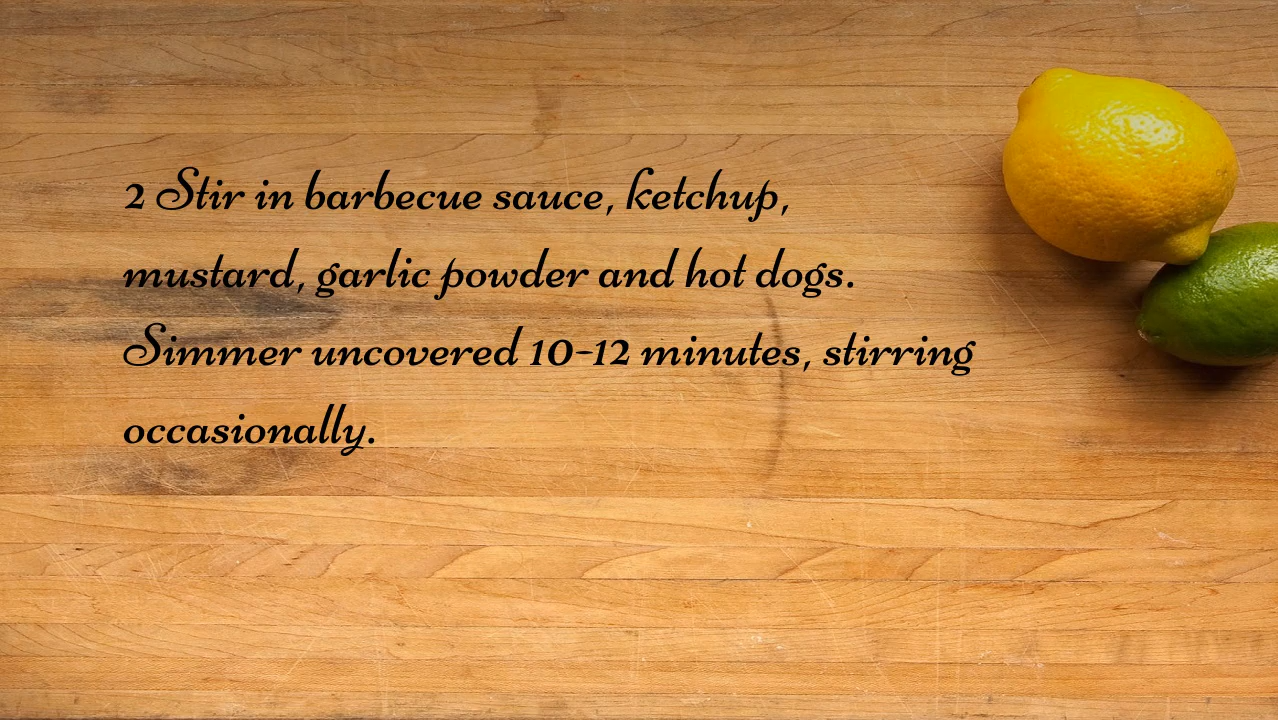 2 Stir in barbecue sauce, ketchup,
mustard, garlic powder and hot dogs.
Simmer uncovered 10-12 minutes, stirring
occasionally.